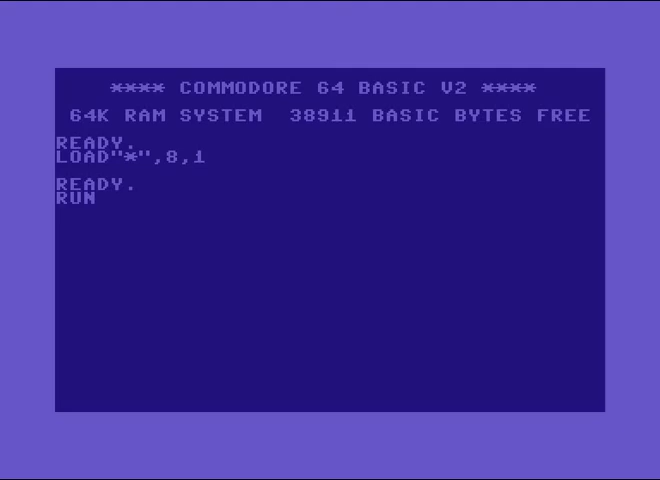 **** COMMODORE 64 BASIC V2 ****
64K RAM SYSTEM  38911 BASIC BYTES FREE
READY.
LOAD"*",8,1
READY.
RUN